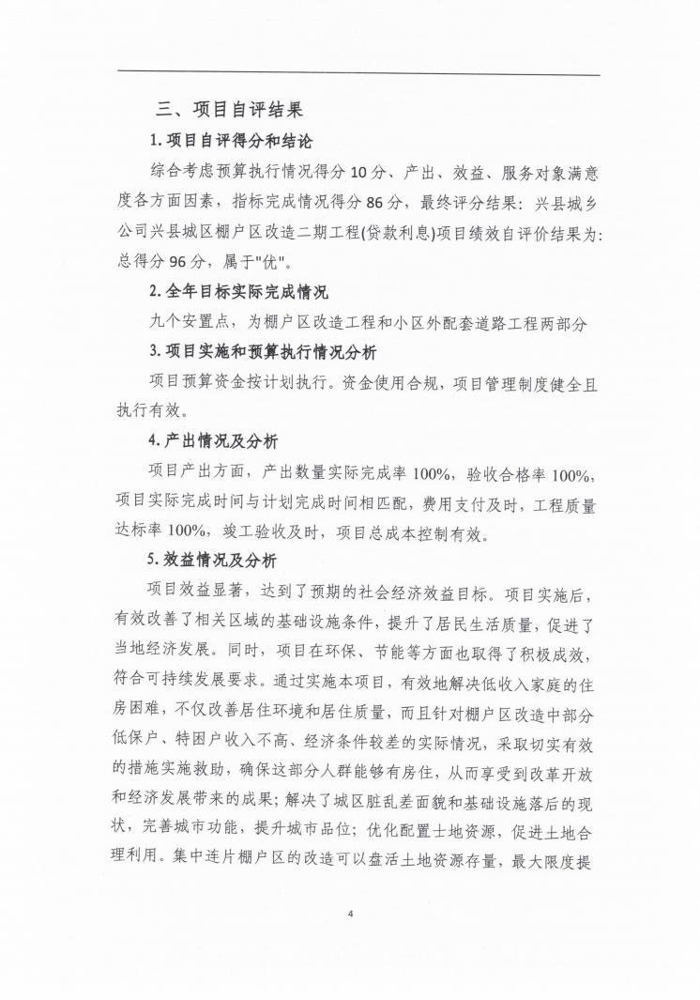 三、项目自评结果
1.项目自评得分和结论
综合考虑预算执行情况得分10分、产出、效益、服务对象满意
度各方面因素，指标完成情况得分86分，最终评分结果：兴县城乡
公司兴县城区棚户区改造二期工程(贷款利息)项目绩效自评价结果为:
总得分96分，属于"优"。
2.全年目标实际完成情况
九个安置点，为棚户区改造工程和小区外配套道路工程两部分
3.项目实施和预算执行情况分析
项目预算资金按计划执行。资金使用合规，项目管理制度健全且
执行有效。
4.产出情况及分析
项目产出方面，产出数量实际完成率100%，验收合格率100%，
项目实际完成时间与计划完成时间相匹配，费用支付及时，工程质量
达标率100%，竣工验收及时，项目总成本控制有效。
5.效益情况及分析
项目效益显著，达到了预期的社会经济效益目标。项目实施后，
有效改善了相关区域的基础设施条件，提升了居民生活质量，促进了
当地经济发展。同时，项目在环保、节能等方面也取得了积极成效，
符合可持续发展要求。通过实施本项目，有效地解决低收入家庭的住
房困难，不仅改善居住环境和居住质量，而且针对棚户区改造中部分
低保户、特困户收入不高、经济条件较差的实际情况，采取切实有效
的措施实施救助，确保这部分人群能够有房住，从而享受到改革开放
和经济发展带来的成果；解决了城区脏乱差面貌和基础设施落后的现
状，完善城市功能，提升城市品位；优化配置士地资源，促进土地合
理利用。集中连片棚户区的改造可以盘活土地资源存量，最大限度提
4